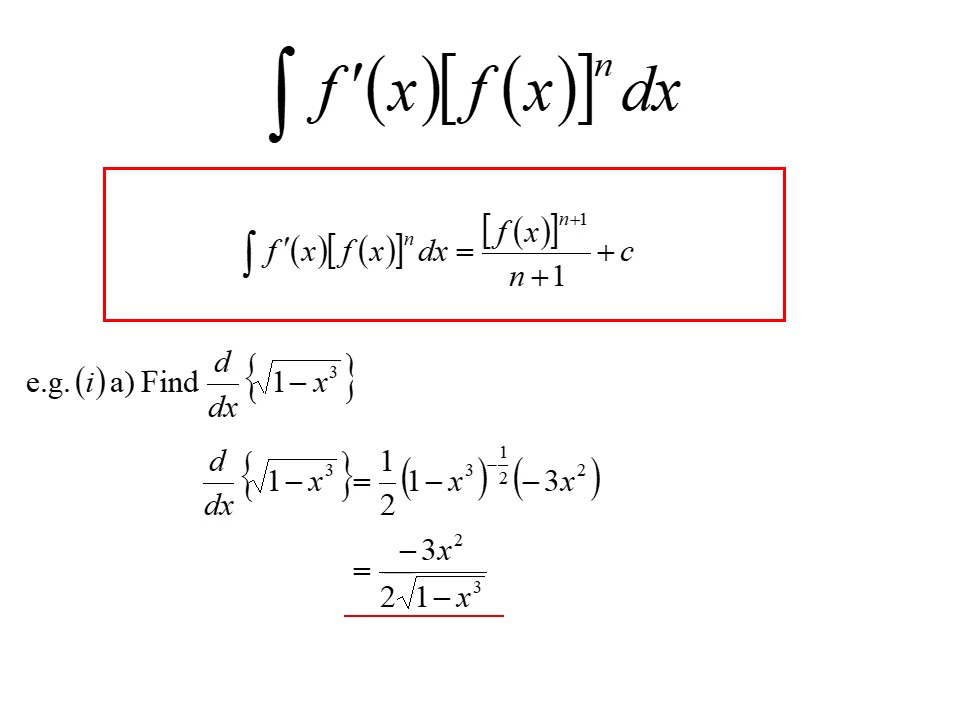 ∫ f′(x)[f(x)]ⁿ dx
∫ f′(x)[f(x)]ⁿ dx = [f(x)]ⁿ⁺¹ / (n + 1) + c
e.g. (i) a) Find d/dx {√(1 − x³)}
d/dx {√(1 − x³)} = 1/2 (1 − x³)^(−1/2) (− 3x²)
= − 3x² / (2√(1 − x³))